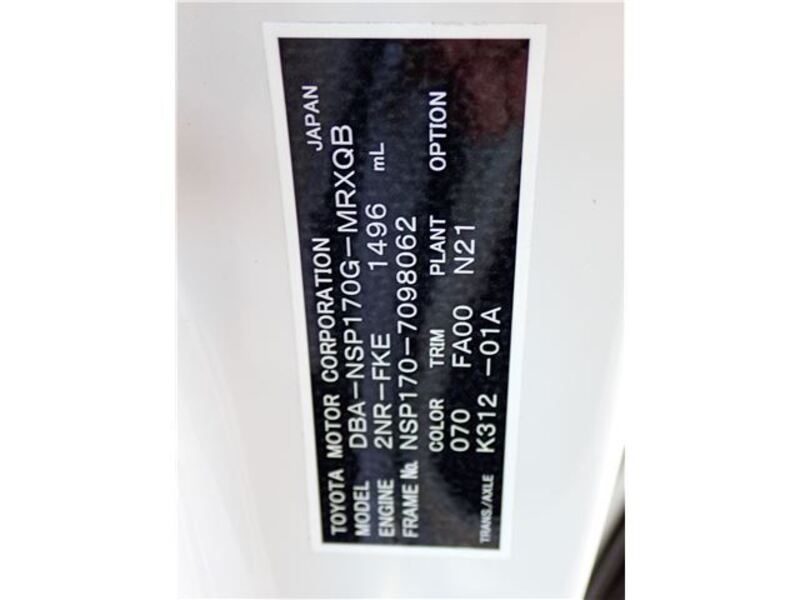 TOYOTA MOTOR CORPORATION JAPAN
MODEL DBA-NSP170G-MRXQB
ENGINE 2NR-FKE 1496 mL
FRAME No. NSP170-7098062
COLOR TRIM PLANT OPTION
070 FA00 N21
TRANS./AXLE K312 -01A